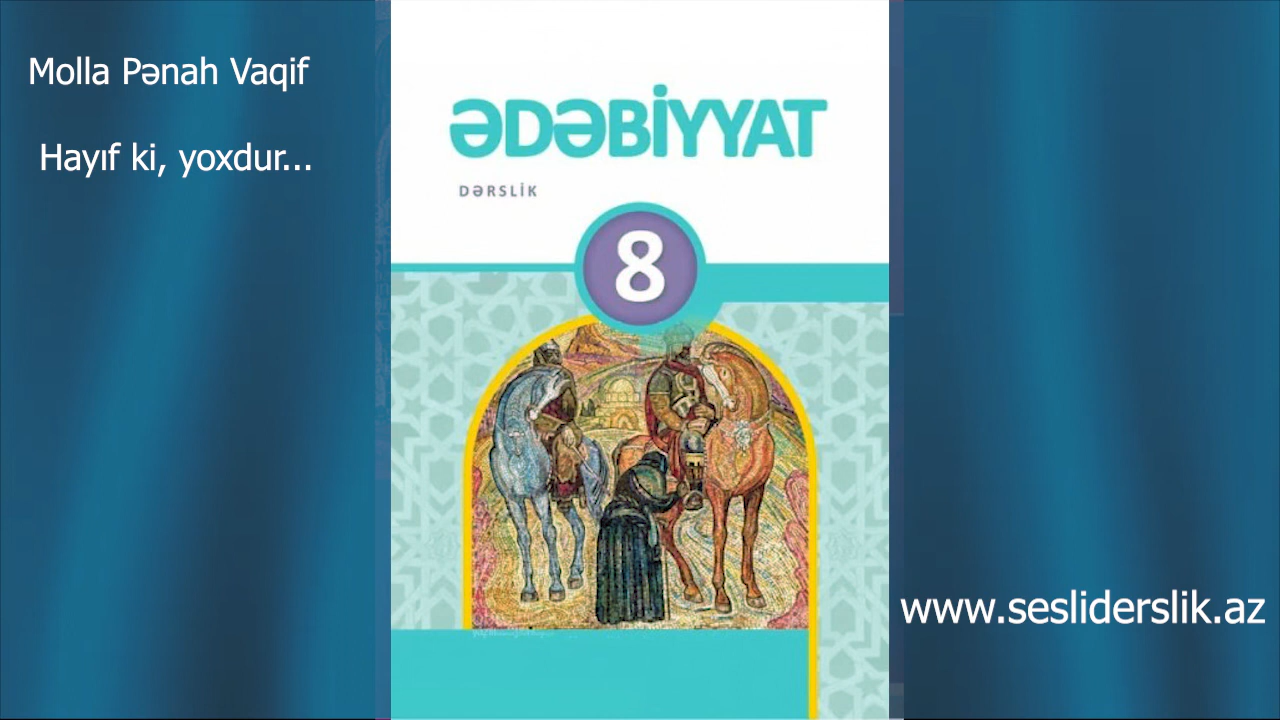 Molla Pənah Vaqif
Hayıf ki, yoxdur...
ƏDƏBİYYAT
DƏRSLİK
8
www.sesliderslik.az